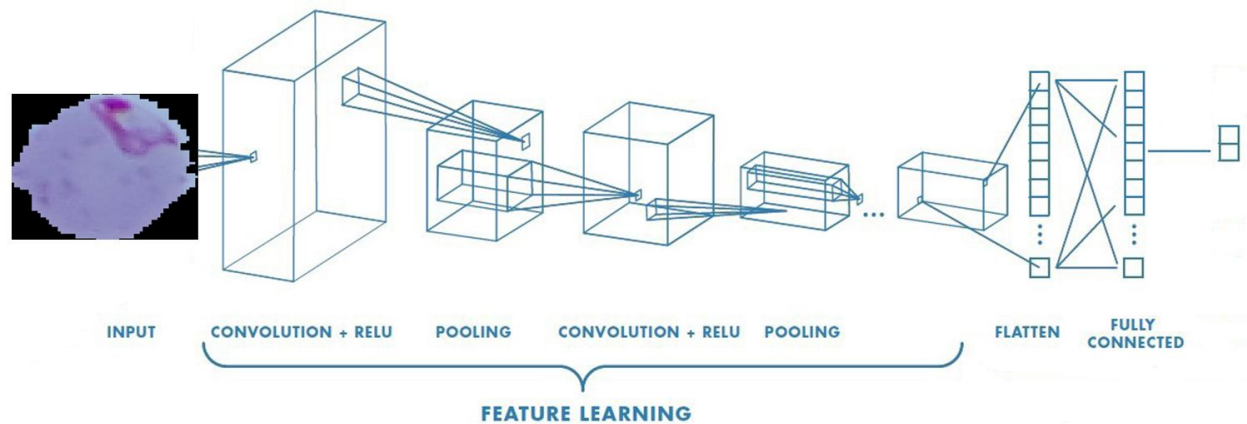 INPUT
CONVOLUTION + RELU
POOLING
CONVOLUTION + RELU
POOLING
FLATTEN
FULLY
CONNECTED
FEATURE LEARNING